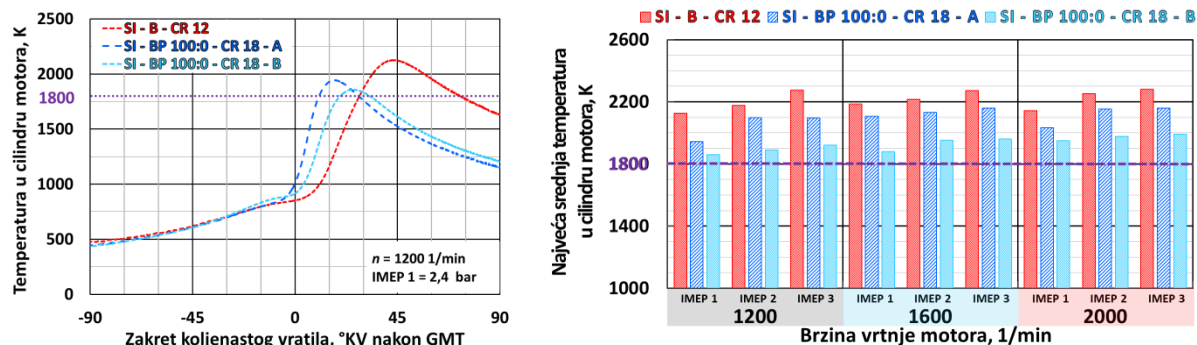 SI - B - CR 12
SI - BP 100:0 - CR 18 - A
SI - BP 100:0 - CR 18 - B
Temperatura u cilindru motora, K
2500
2000
1800
1500
1000
500
0
n = 1200 1/min
IMEP 1 = 2,4 bar
-90 -45 0 45 90
Zakret koljenastog vratila, °KV nakon GMT
SI - B - CR 12 SI - BP 100:0 - CR 18 - A SI - BP 100:0 - CR 18 - B
Najveća srednja temperatura
u cilindru motora, K
2600
2200
1800
1400
1000
IMEP 1 IMEP 2 IMEP 3 IMEP 1 IMEP 2 IMEP 3 IMEP 1 IMEP 2 IMEP 3
1200 1600 2000
Brzina vrtnje motora, 1/min